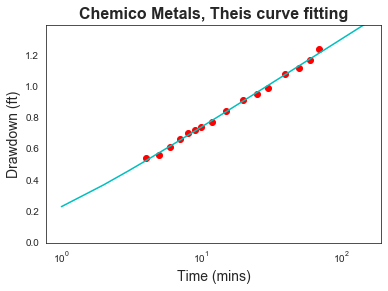 Chemico Metals, Theis curve fitting
Drawdown (ft)
1.2
1.0
0.8
0.6
0.4
0.2
0.0
10⁰ 10¹ 10²
Time (mins)